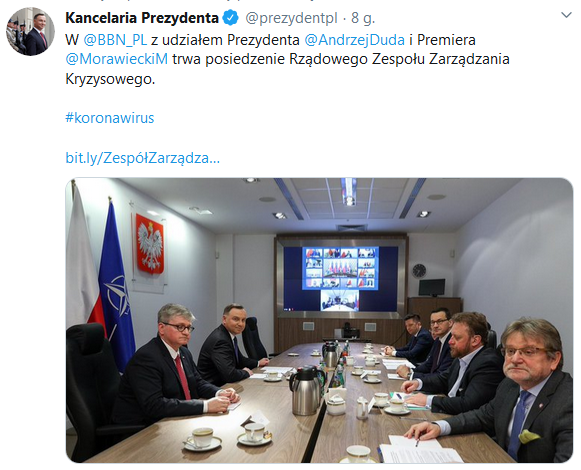 Kancelaria Prezydenta @prezydentpl · 8 g.
W @BBN_PL z udziałem Prezydenta @AndrzejDuda i Premiera
@MorawieckiM trwa posiedzenie Rządowego Zespołu Zarządzania
Kryzysowego.
#koronawirus
bit.ly/ZespółZarządza...